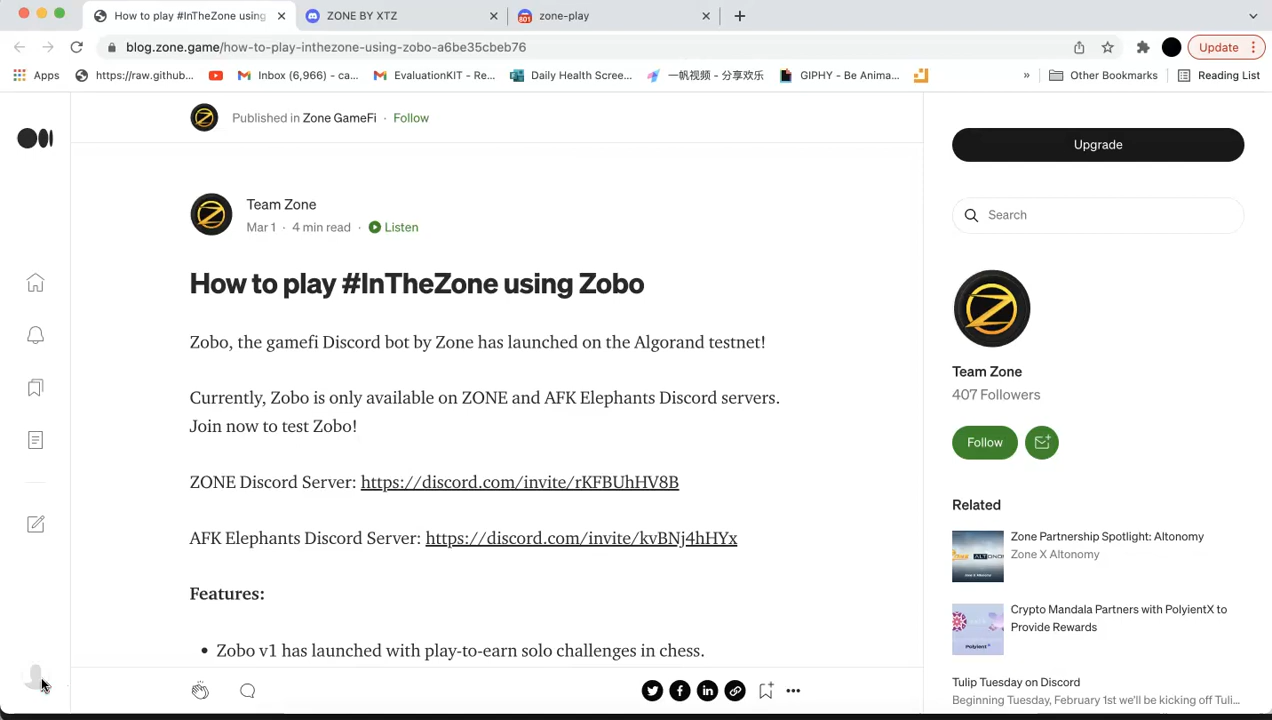 How to play #InTheZone using
ZONE BY XTZ
801
zone-play
blog.zone.game/how-to-play-inthezone-using-zobo-a6be35cbeb76
Update
Apps
https://raw.github...
Inbox (6,966) - ca...
EvaluationKIT - Re...
Daily Health Scree...
一帆视频 - 分享欢乐
GIPHY - Be Anima...
»
Other Bookmarks
Reading List
Published in Zone GameFi · Follow
Team Zone
Mar 1 · 4 min read · Listen
How to play #InTheZone using Zobo
Zobo, the gamefi Discord bot by Zone has launched on the Algorand testnet!
Currently, Zobo is only available on ZONE and AFK Elephants Discord servers.
Join now to test Zobo!
ZONE Discord Server: https://discord.com/invite/rKFBUhHV8B
AFK Elephants Discord Server: https://discord.com/invite/kvBNj4hHYx
Features:
• Zobo v1 has launched with play-to-earn solo challenges in chess.
Upgrade
Search
Team Zone
407 Followers
Follow
Related
Zone Partnership Spotlight: Altonomy
Zone X Altonomy
Crypto Mandala Partners with PolyientX to
Provide Rewards
Polyient
Tulip Tuesday on Discord
Beginning Tuesday, February 1st we'll be kicking off Tuli...